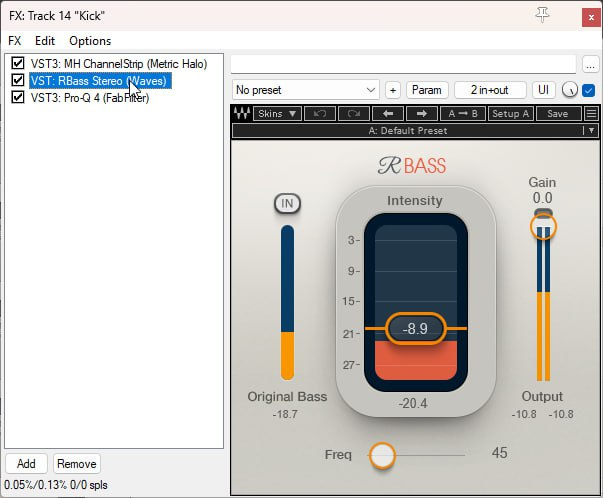 FX: Track 14 "Kick"
FX Edit Options
VST3: MH ChannelStrip (Metric Halo)
VST: RBass Stereo (Waves)
VST3: Pro-Q 4 (FabFilter)
Add Remove
0.05%/0.13% 0/0 spls
...
No preset + Param 2 in+out UI
Skins Setup A Save
A → B
A: Default Preset
R BASS
IN
Original Bass
-18.7
Intensity
3-
9-
15-
21-
27-
-8.9
-20.4
Gain
0.0
Output
-10.8 -10.8
Freq 45